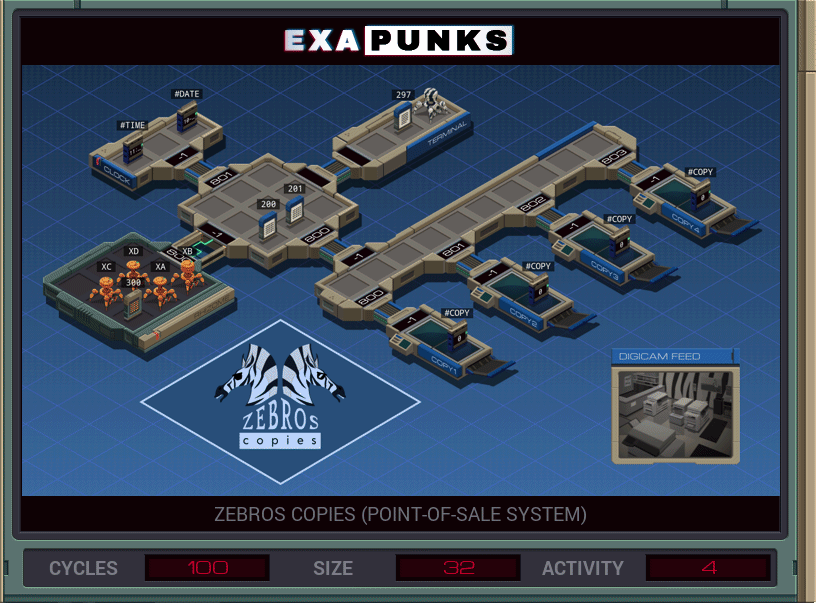 EXAPUNKS
#DATE
#TIME
-1
CLOCK
801
297
TERMINAL
201
200
-1
800
-1
800
801
802
803
-1
#COPY
COPY4
-1
#COPY
COPY3
-1
#COPY
COPY2
-1
#COPY
COPY1
XD
XB
XC
XA
300
ZEBROS
copies
DIGICAM FEED
ZEBROS COPIES (POINT-OF-SALE SYSTEM)
CYCLES 100 SIZE 32 ACTIVITY 4